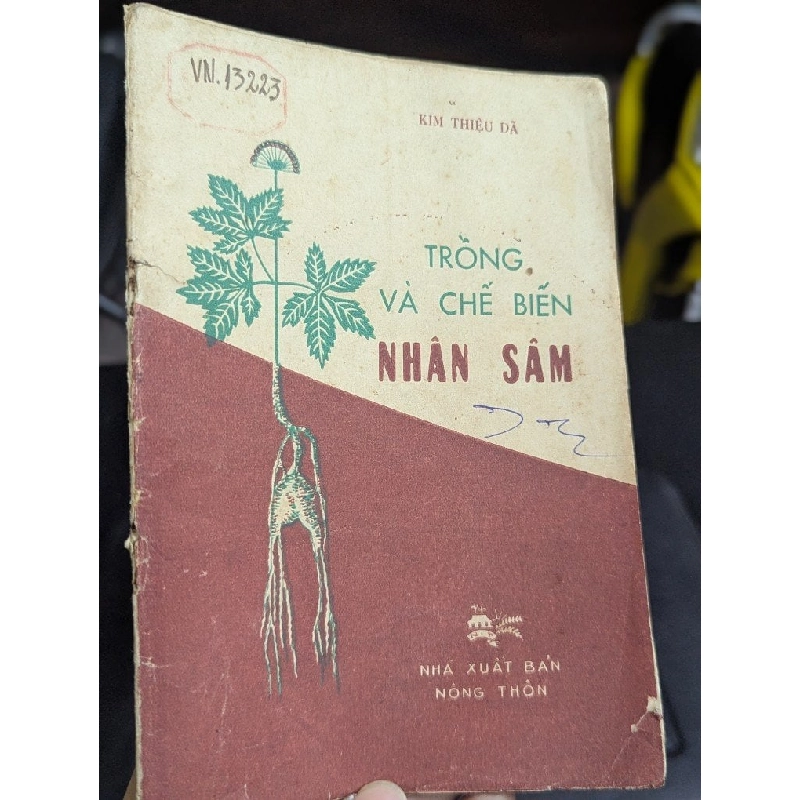 VN.13223
KIM THIỆU DÃ
TRỒNG
VÀ CHẾ BIẾN
NHÂN SÂM
NHÀ XUẤT BẢN
NÔNG THÔN